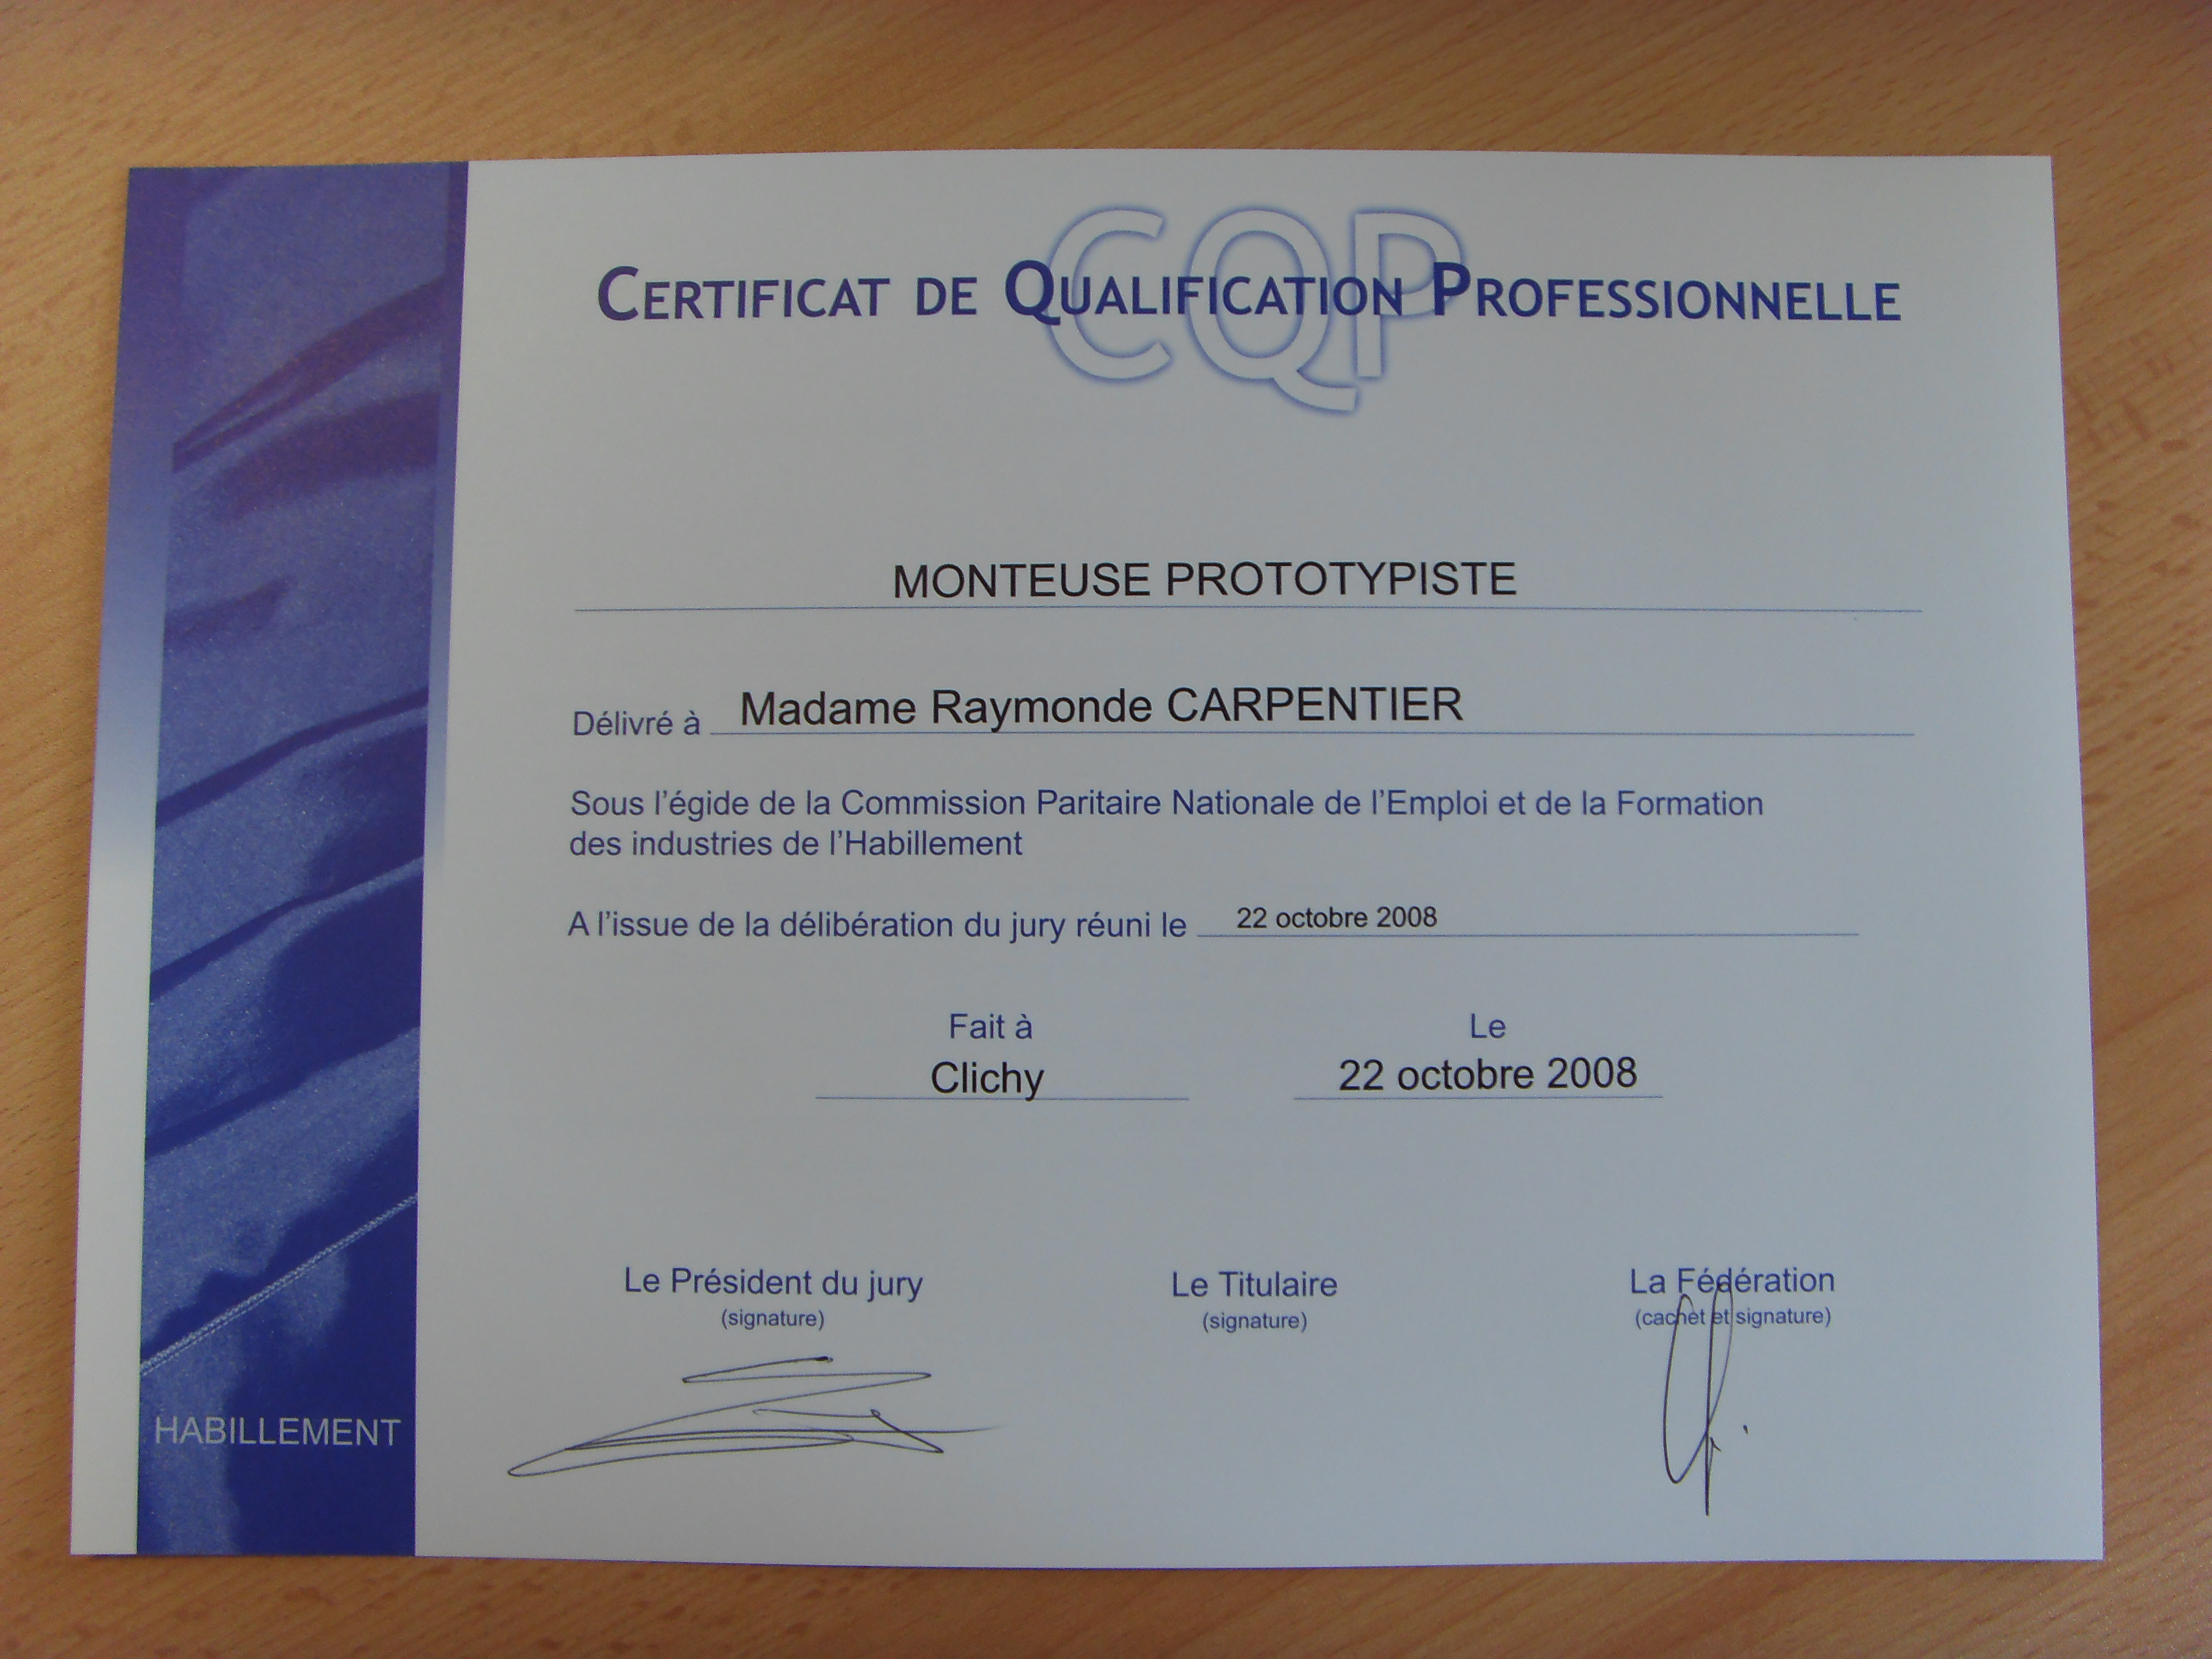 CQP
CERTIFICAT DE QUALIFICATION PROFESSIONNELLE
MONTEUSE PROTOTYPISTE
Délivré à Madame Raymonde CARPENTIER
Sous l'égide de la Commission Paritaire Nationale de l'Emploi et de la Formation
des industries de l'Habillement
A l'issue de la délibération du jury réuni le 22 octobre 2008
Fait à Le
Clichy 22 octobre 2008
Le Président du jury Le Titulaire La Fédération
(signature) (signature) (cachet et signature)
HABILLEMENT